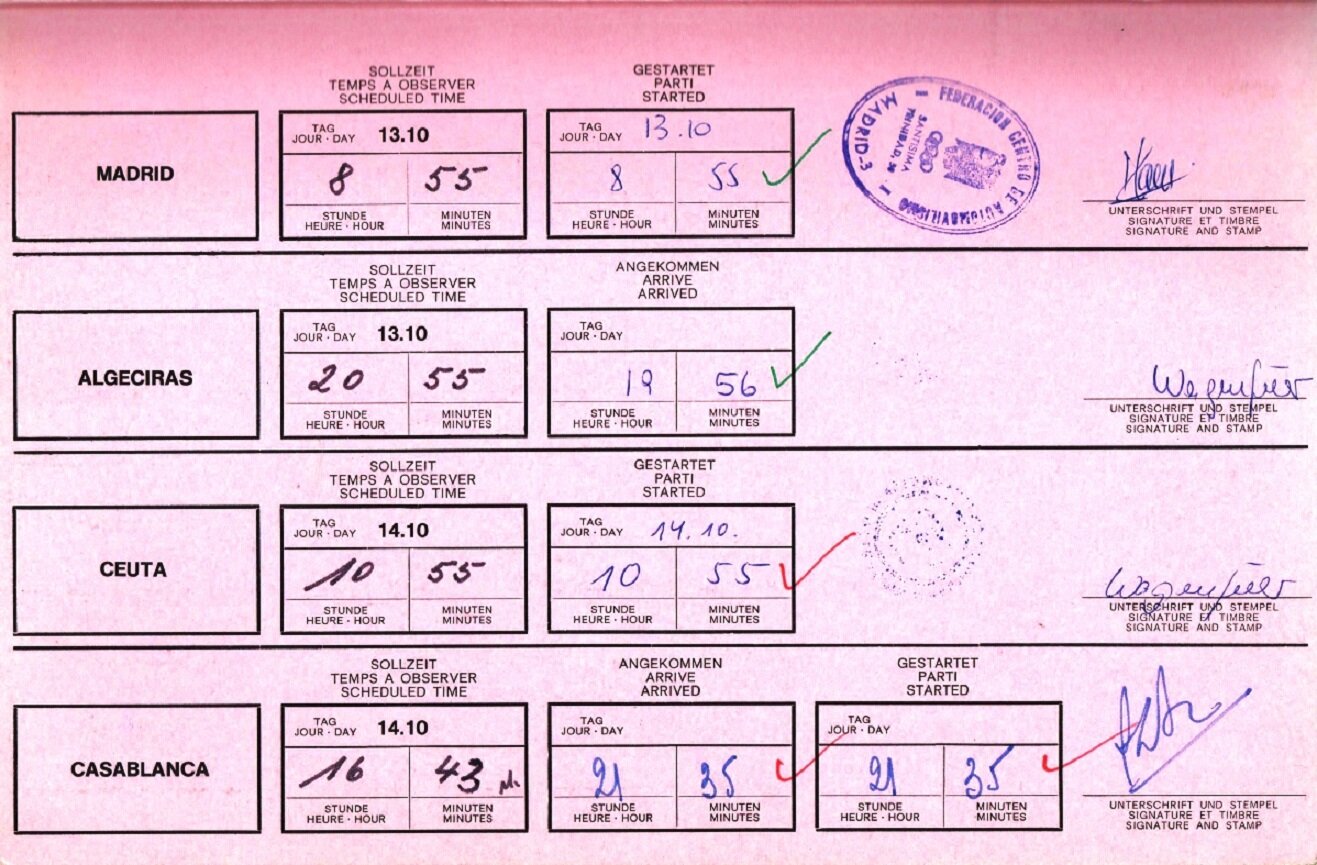 SOLLZEIT
TEMPS A OBSERVER
SCHEDULED TIME
GESTARTET
PARTI
STARTED
MADRID
TAG
JOUR · DAY 13.10
8 55
STUNDE MINUTEN
HEURE · HOUR MINUTES
TAG
JOUR · DAY 13.10
8 55
STUNDE MINUTEN
HEURE · HOUR MINUTES
FEDERACION CENTRO DE AUTOMOVILISMO
MADRID-3
SANTISIMA
TRINIDAD, 30
UNTERSCHRIFT UND STEMPEL
SIGNATURE ET TIMBRE
SIGNATURE AND STAMP
SOLLZEIT
TEMPS A OBSERVER
SCHEDULED TIME
ANGEKOMMEN
ARRIVE
ARRIVED
ALGECIRAS
TAG
JOUR · DAY 13.10
20 55
STUNDE MINUTEN
HEURE · HOUR MINUTES
TAG
JOUR · DAY
19 56
STUNDE MINUTEN
HEURE · HOUR MINUTES
UNTERSCHRIFT UND STEMPEL
SIGNATURE ET TIMBRE
SIGNATURE AND STAMP
SOLLZEIT
TEMPS A OBSERVER
SCHEDULED TIME
GESTARTET
PARTI
STARTED
CEUTA
TAG
JOUR · DAY 14.10
10 55
STUNDE MINUTEN
HEURE · HOUR MINUTES
TAG
JOUR · DAY 14.10.
10 55
STUNDE MINUTEN
HEURE · HOUR MINUTES
UNTERSCHRIFT UND STEMPEL
SIGNATURE ET TIMBRE
SIGNATURE AND STAMP
SOLLZEIT
TEMPS A OBSERVER
SCHEDULED TIME
ANGEKOMMEN
ARRIVE
ARRIVED
GESTARTET
PARTI
STARTED
CASABLANCA
TAG
JOUR · DAY 14.10
16 43
STUNDE MINUTEN
HEURE · HOUR MINUTES
TAG
JOUR · DAY
21 35
STUNDE MINUTEN
HEURE · HOUR MINUTES
TAG
JOUR · DAY
21 35
STUNDE MINUTEN
HEURE · HOUR MINUTES
UNTERSCHRIFT UND STEMPEL
SIGNATURE ET TIMBRE
SIGNATURE AND STAMP